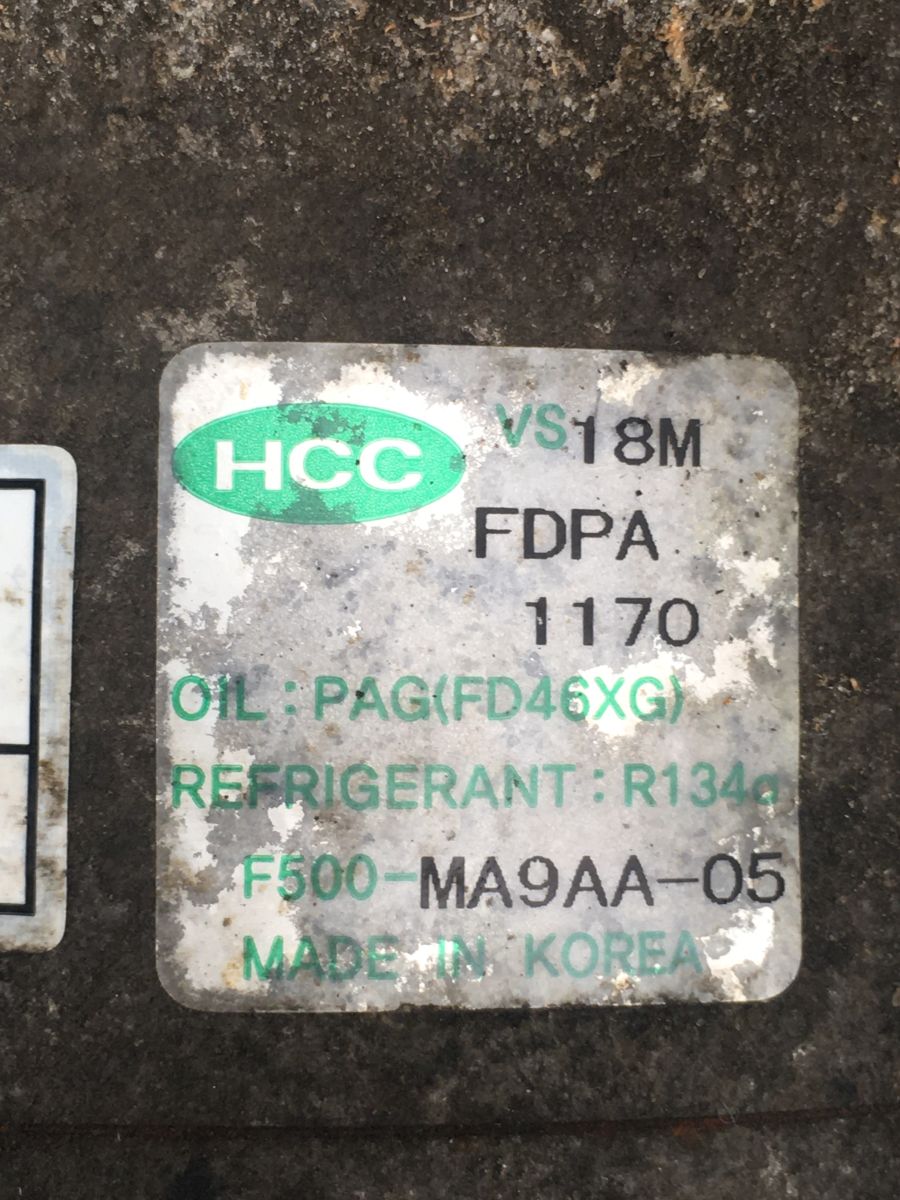 HCC VS18M
FDPA
1170
OIL : PAG(FD46XG)
REFRIGERANT : R134a
F500-MA9AA-05
MADE IN KOREA